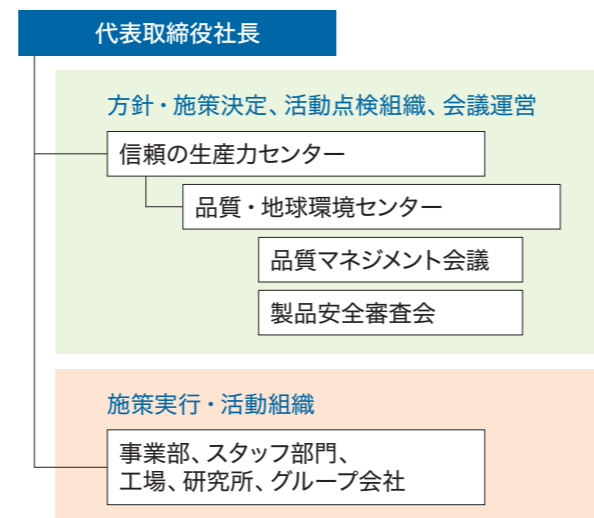 代表取締役社長
方針・施策決定、活動点検組織、会議運営
信頼の生産力センター
品質・地球環境センター
品質マネジメント会議
製品安全審査会
施策実行・活動組織
事業部、スタッフ部門、
工場、研究所、グループ会社